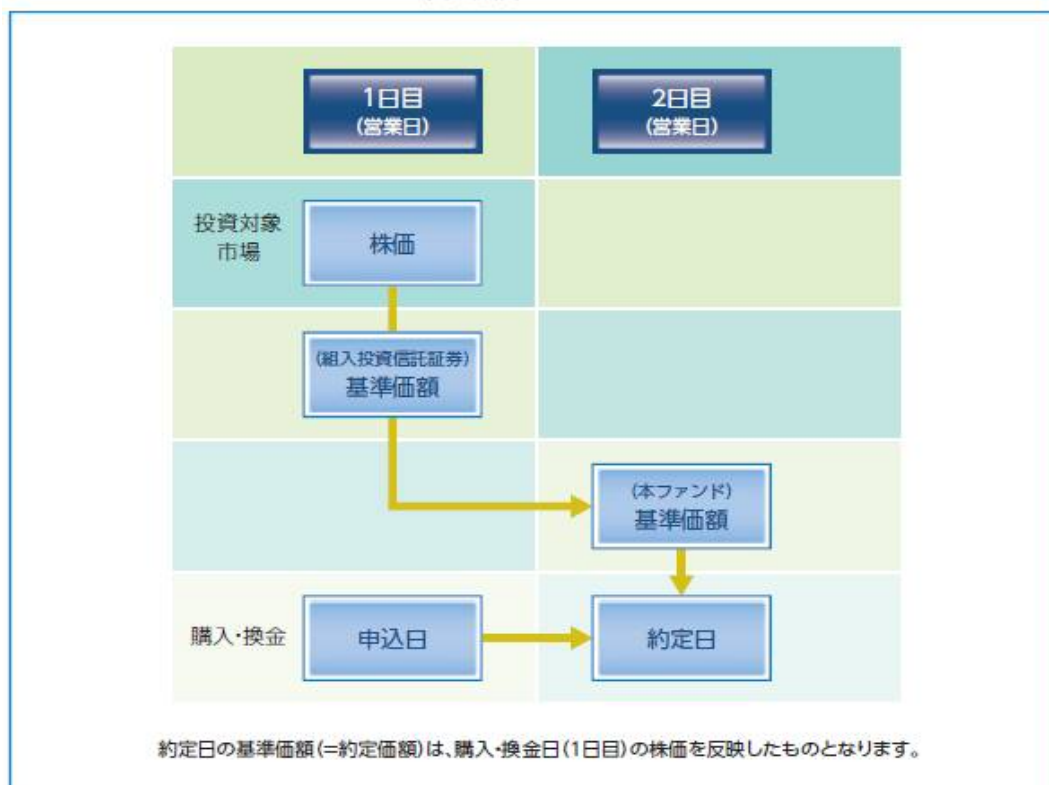 1日目
(営業日)
2日目
(営業日)
投資対象
市場
株価
(組入投資信託証券)
基準価額
(本ファンド)
基準価額
購入・換金
申込日
約定日
約定日の基準価額(=約定価額)は、購入・換金日(1日目)の株価を反映したものとなります。